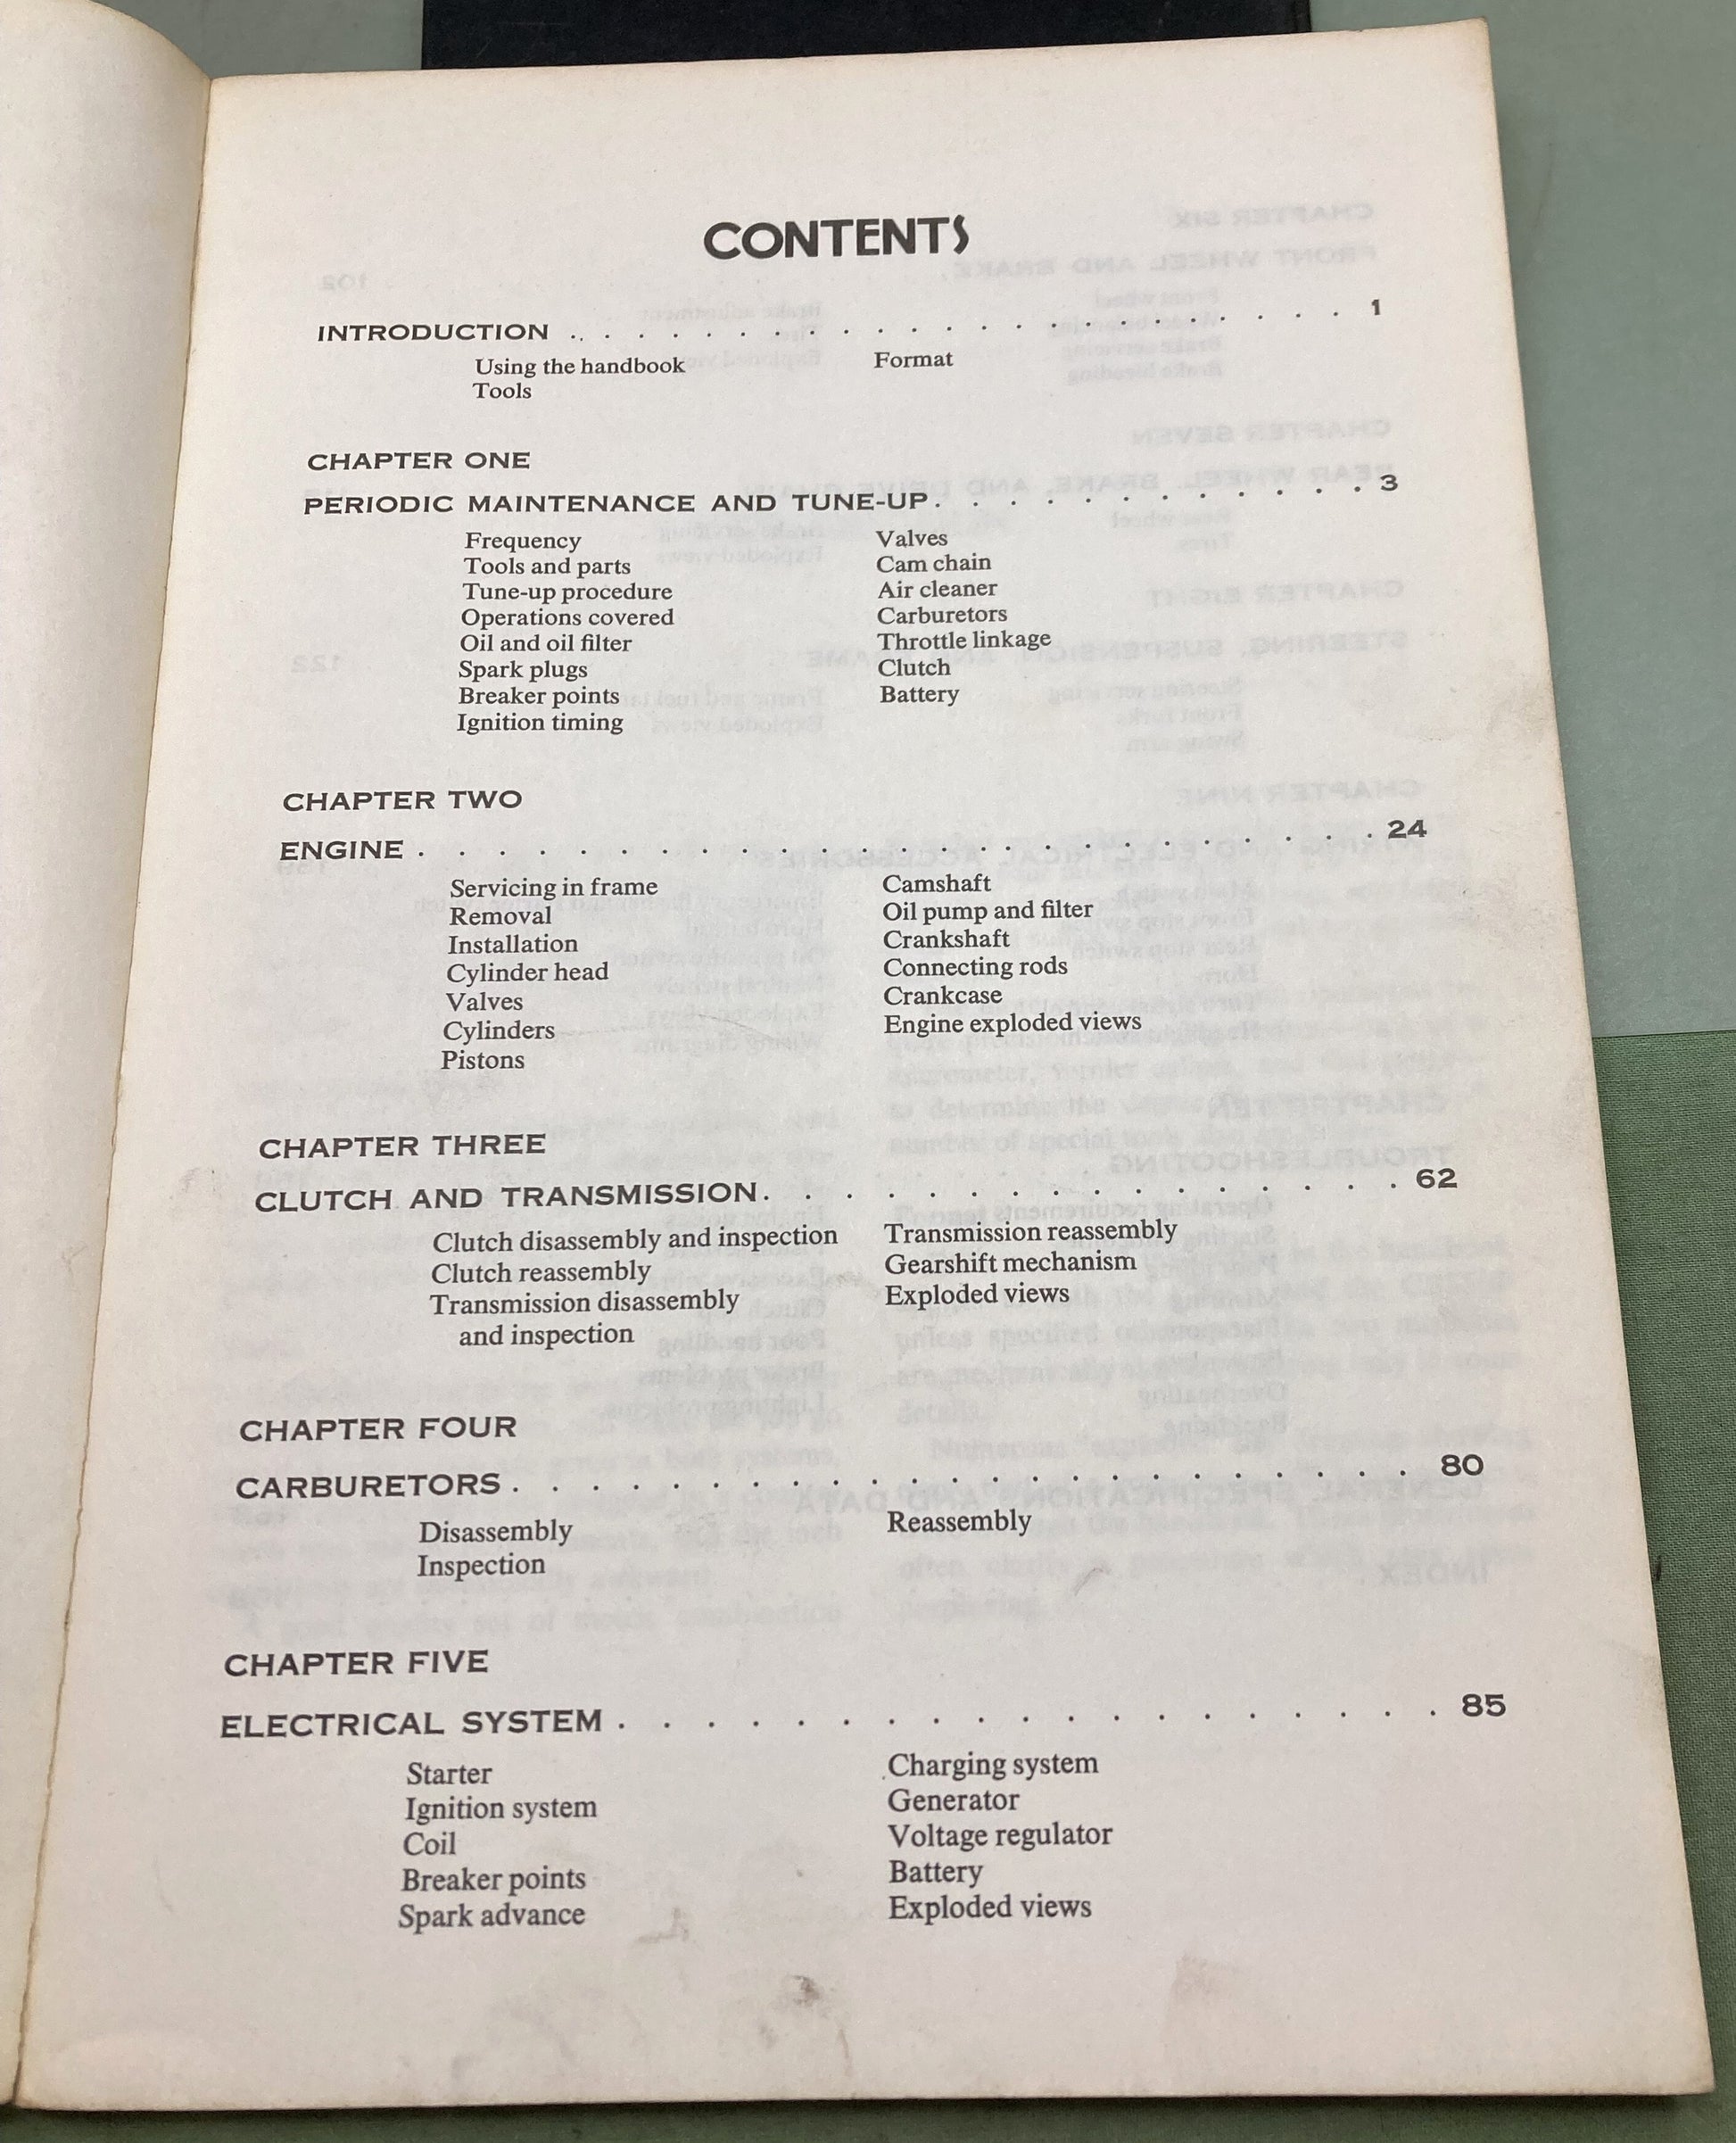 CONTENTS
INTRODUCTION . . . . . . . . . . . . . . . . . . . 1
Using the handbook
Tools
Format
CHAPTER ONE
PERIODIC MAINTENANCE AND TUNE-UP . . . . . . . . . . . . 3
Frequency
Tools and parts
Tune-up procedure
Operations covered
Oil and oil filter
Spark plugs
Breaker points
Ignition timing
Valves
Cam chain
Air cleaner
Carburetors
Throttle linkage
Clutch
Battery
CHAPTER TWO
ENGINE . . . . . . . . . . . . . . . . . . . . . . . . 24
Servicing in frame
Removal
Installation
Cylinder head
Valves
Cylinders
Pistons
Camshaft
Oil pump and filter
Crankshaft
Connecting rods
Crankcase
Engine exploded views
CHAPTER THREE
CLUTCH AND TRANSMISSION . . . . . . . . . . . . . . . . 62
Clutch disassembly and inspection
Clutch reassembly
Transmission disassembly
and inspection
Transmission reassembly
Gearshift mechanism
Exploded views
CHAPTER FOUR
CARBURETORS . . . . . . . . . . . . . . . . . . . . . . 80
Disassembly
Inspection
Reassembly
CHAPTER FIVE
ELECTRICAL SYSTEM . . . . . . . . . . . . . . . . . . . 85
Starter
Ignition system
Coil
Breaker points
Spark advance
Charging system
Generator
Voltage regulator
Battery
Exploded views